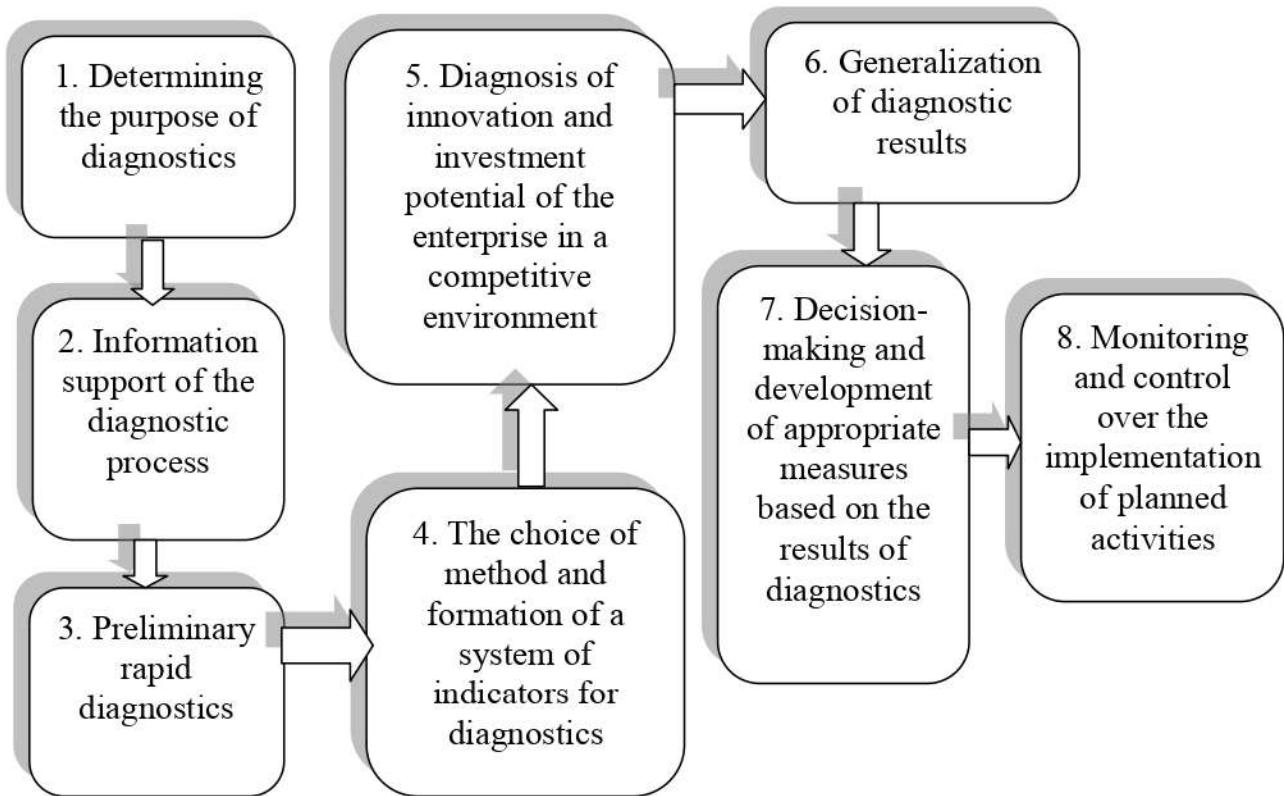 1. Determining
the purpose of
diagnostics
2. Information
support of the
diagnostic
process
3. Preliminary
rapid
diagnostics
4. The choice of
method and
formation of a
system of
indicators for
diagnostics
5. Diagnosis of
innovation and
investment
potential of the
enterprise in a
competitive
environment
6. Generalization
of diagnostic
results
7. Decision-
making and
development
of appropriate
measures
based on the
results of
diagnostics
8. Monitoring
and control
over the
implementation
of planned
activities